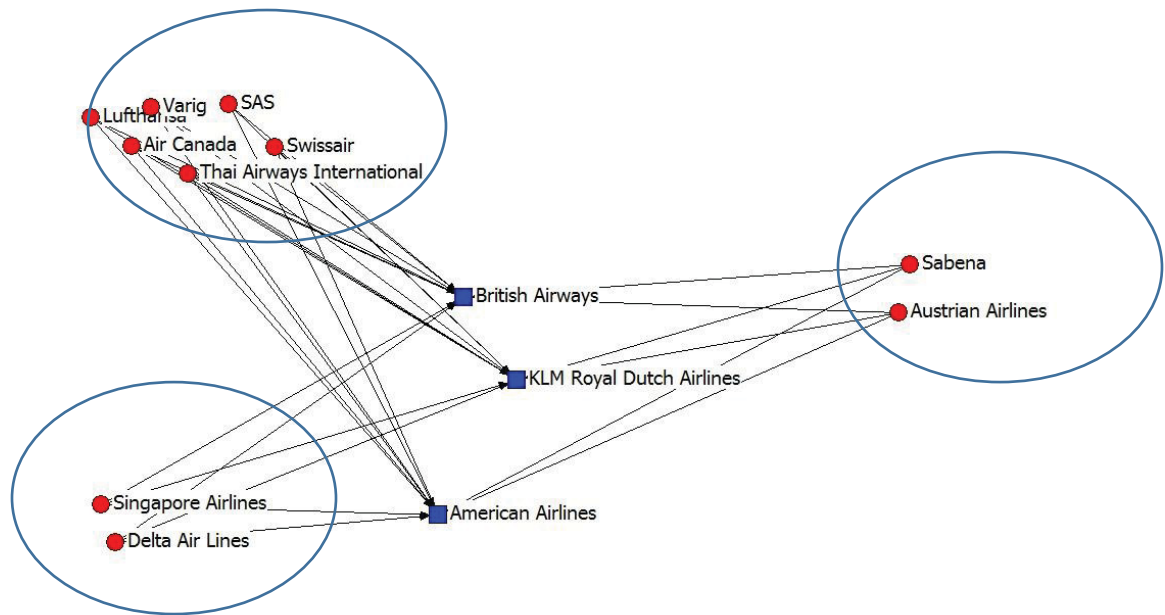 Varig
SAS
Lufthansa
Air Canada
Swissair
Thai Airways International
Sabena
British Airways
Austrian Airlines
KLM Royal Dutch Airlines
Singapore Airlines
American Airlines
Delta Air Lines